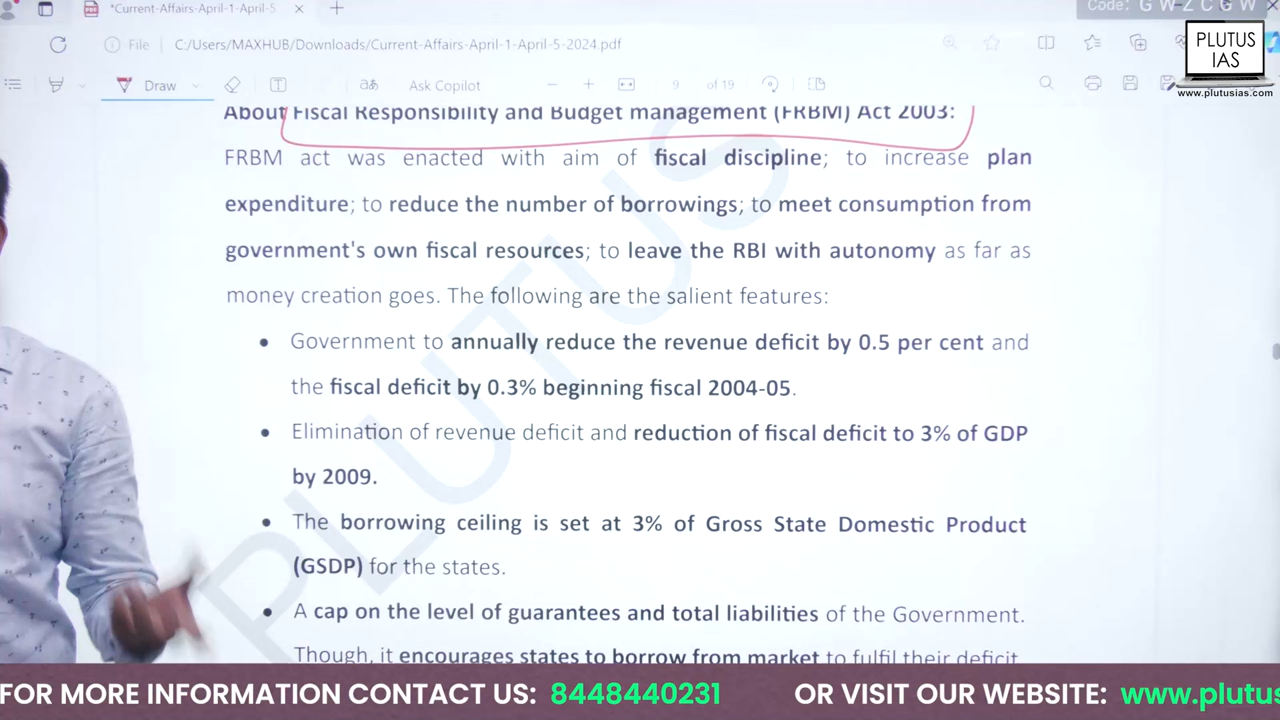 Code: G W-Z C G W
*Current-Affairs-April-1-April-5
File C:/Users/MAXHUB/Downloads/Current-Affairs-April-1-April-5-2024.pdf
PLUTUS
IAS
www.plutusias.com
Draw Ask Copilot 9 of 19
About Fiscal Responsibility and Budget management (FRBM) Act 2003:
FRBM act was enacted with aim of fiscal discipline; to increase plan
expenditure; to reduce the number of borrowings; to meet consumption from
government's own fiscal resources; to leave the RBI with autonomy as far as
money creation goes. The following are the salient features:
• Government to annually reduce the revenue deficit by 0.5 per cent and
the fiscal deficit by 0.3% beginning fiscal 2004-05.
• Elimination of revenue deficit and reduction of fiscal deficit to 3% of GDP
by 2009.
• The borrowing ceiling is set at 3% of Gross State Domestic Product
(GSDP) for the states.
• A cap on the level of guarantees and total liabilities of the Government.
Though, it encourages states to borrow from market to fulfil their deficit
PLUTUS
PLUTUS
FOR MORE INFORMATION CONTACT US: 8448440231 OR VISIT OUR WEBSITE: www.plutus